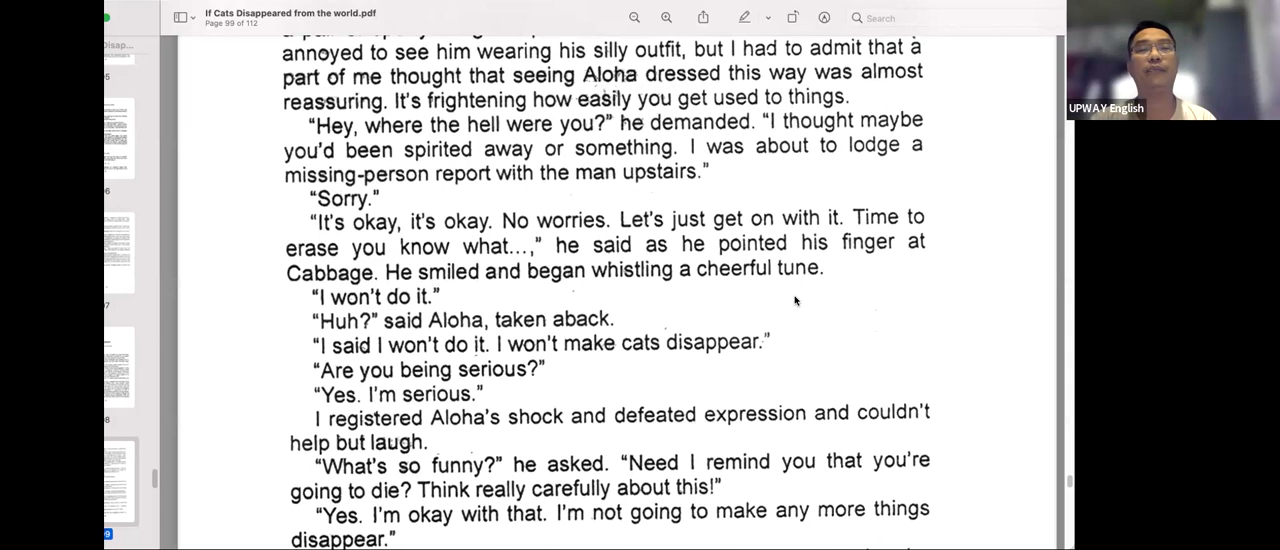 If Cats Disappeared from the world.pdf
Page 99 of 112
Search
Disap...
annoyed to see him wearing his silly outfit, but I had to admit that a
part of me thought that seeing Aloha dressed this way was almost
reassuring. It's frightening how easily you get used to things.
“Hey, where the hell were you?” he demanded. “I thought maybe
you'd been spirited away or something. I was about to lodge a
missing-person report with the man upstairs.”
“Sorry.”
“It's okay, it's okay. No worries. Let's just get on with it. Time to
erase you know what...,” he said as he pointed his finger at
Cabbage. He smiled and began whistling a cheerful tune.
“I won't do it.”
“Huh?” said Aloha, taken aback.
“I said I won't do it. I won't make cats disappear.”
“Are you being serious?”
“Yes. I'm serious.”
I registered Aloha's shock and defeated expression and couldn't
help but laugh.
“What's so funny?” he asked. “Need I remind you that you're
going to die? Think really carefully about this!”
“Yes. I'm okay with that. I'm not going to make any more things
disappear.”
UPWAY English